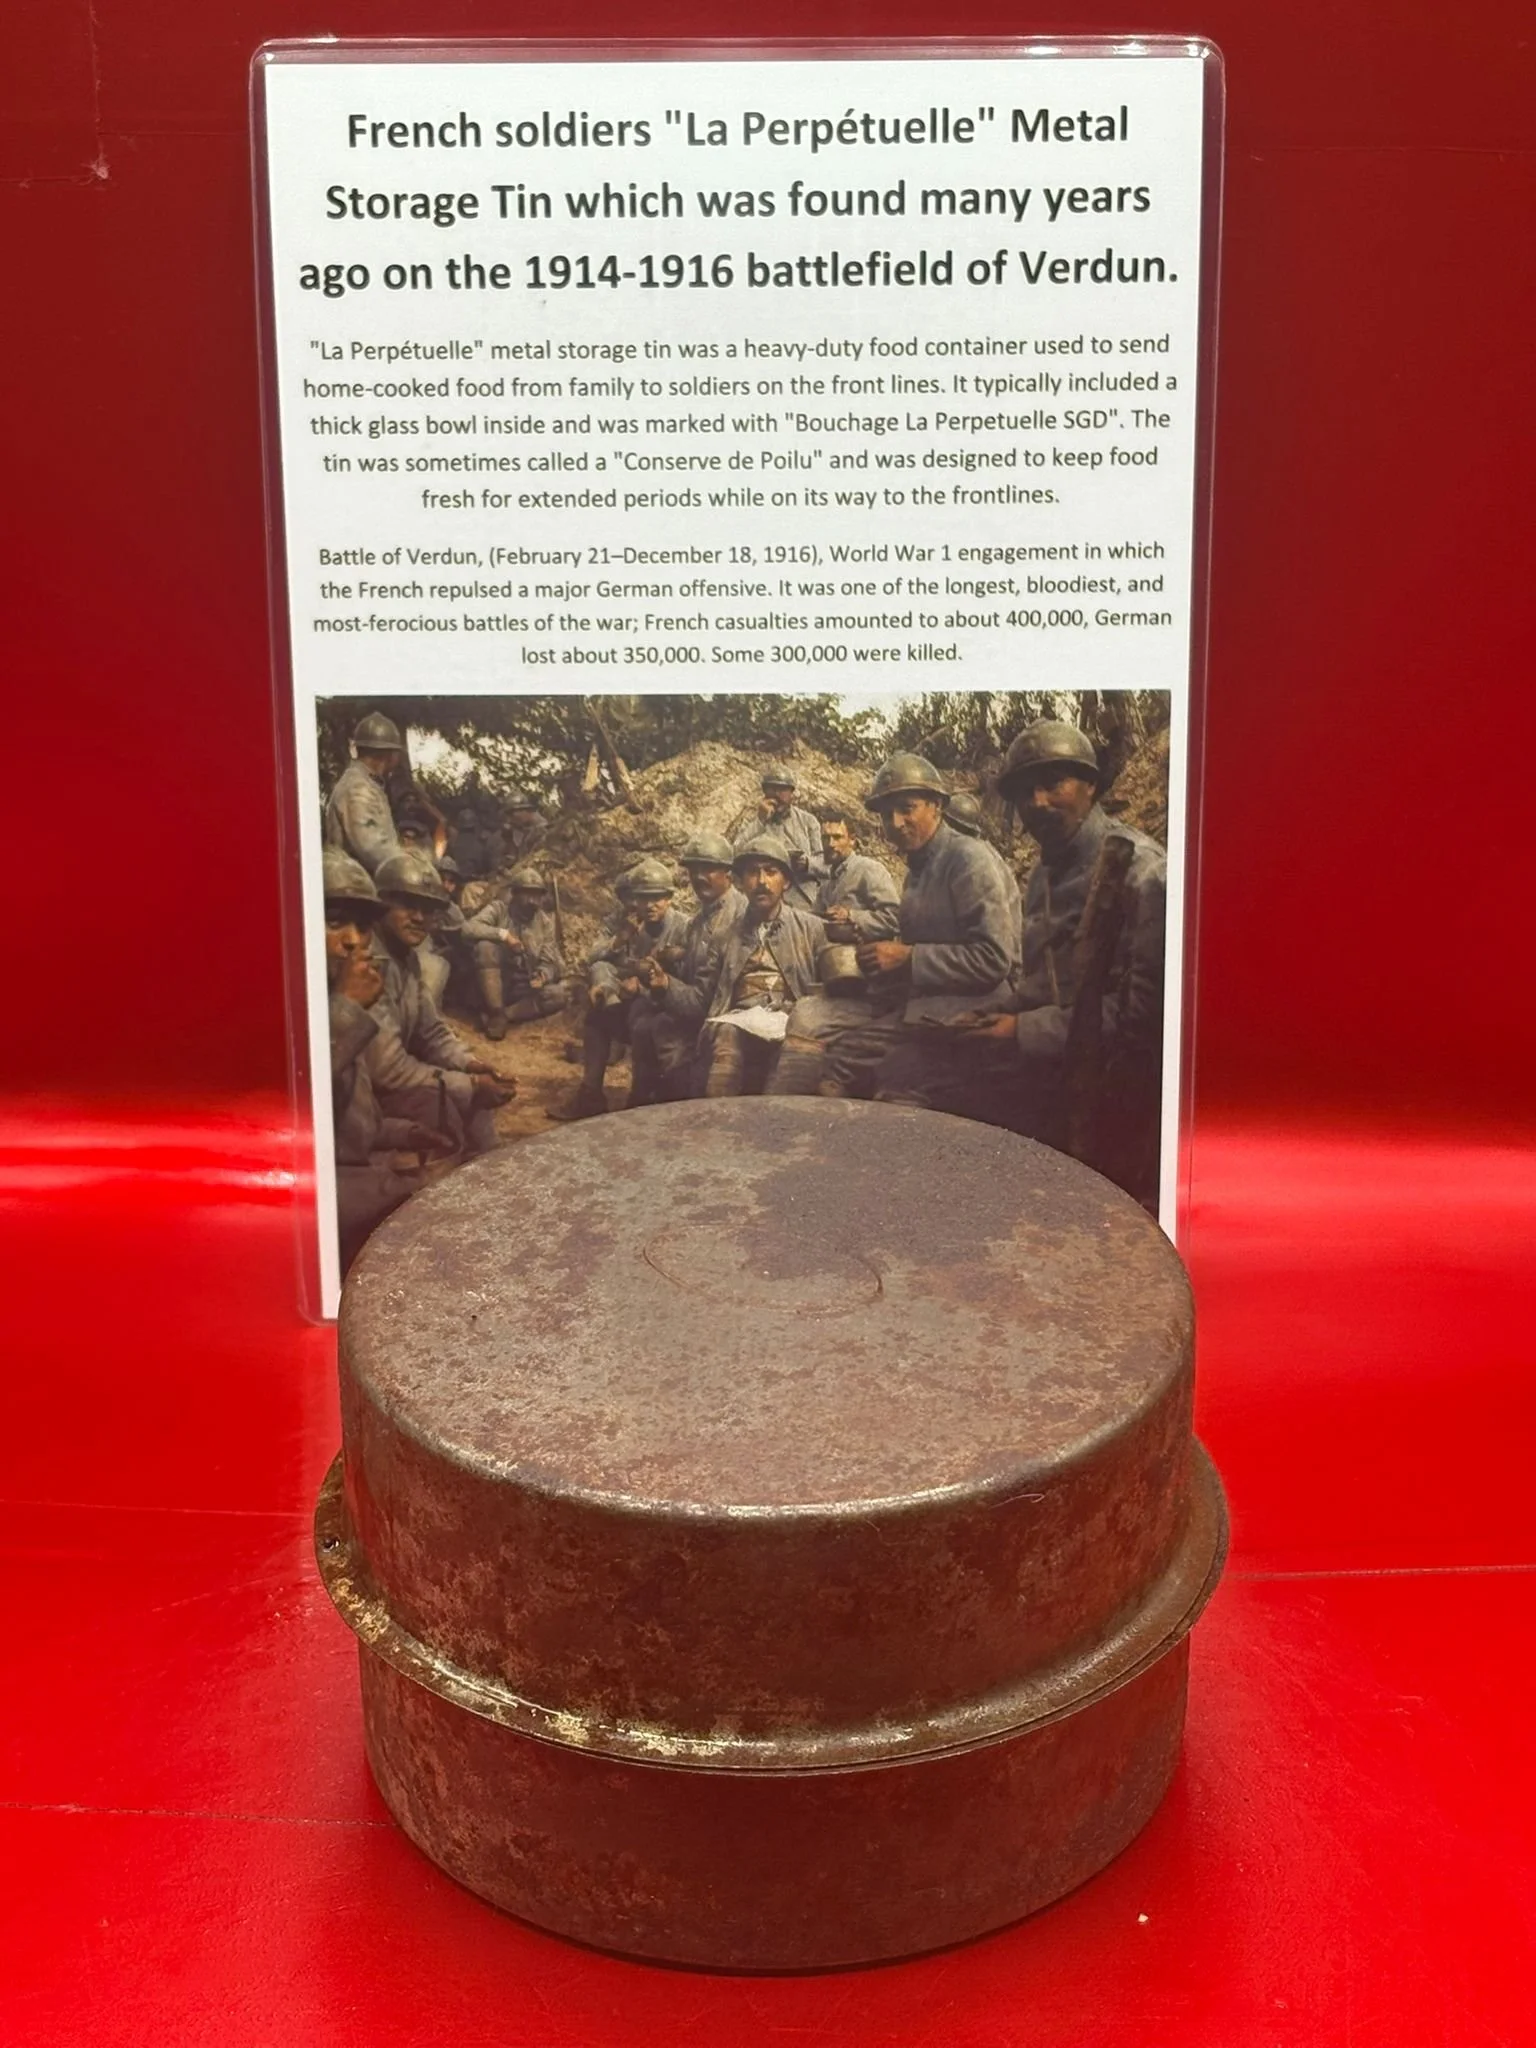 French soldiers "La Perpétuelle" Metal
Storage Tin which was found many years
ago on the 1914-1916 battlefield of Verdun.
"La Perpétuelle" metal storage tin was a heavy-duty food container used to send
home-cooked food from family to soldiers on the front lines. It typically included a
thick glass bowl inside and was marked with "Bouchage La Perpetuelle SGD". The
tin was sometimes called a "Conserve de Poilu" and was designed to keep food
fresh for extended periods while on its way to the frontlines.
Battle of Verdun, (February 21–December 18, 1916), World War 1 engagement in which
the French repulsed a major German offensive. It was one of the longest, bloodiest, and
most-ferocious battles of the war; French casualties amounted to about 400,000, German
lost about 350,000. Some 300,000 were killed.